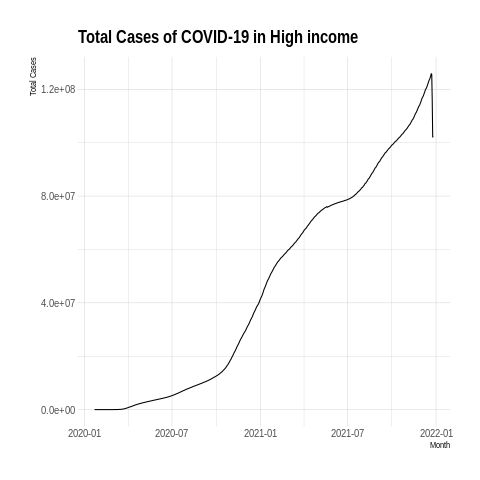 Total Cases of COVID-19 in High income
Total Cases
1.2e+08
8.0e+07
4.0e+07
0.0e+00
2020-01 2020-07 2021-01 2021-07 2022-01
Month